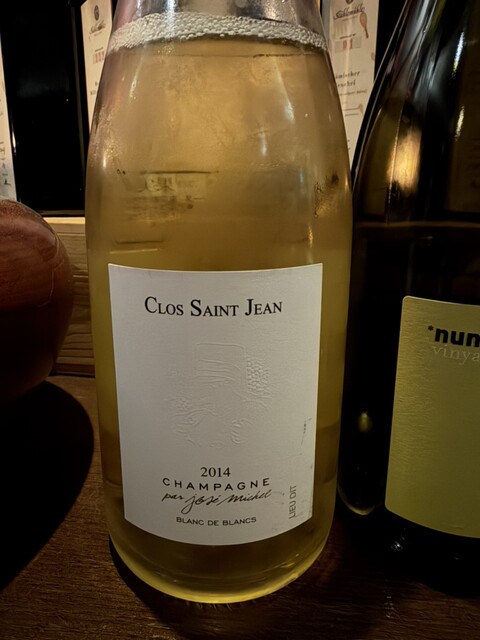 CLOS SAINT JEAN
2014
CHAMPAGNE
par José Michel
BLANC DE BLANCS
LIEU DIT